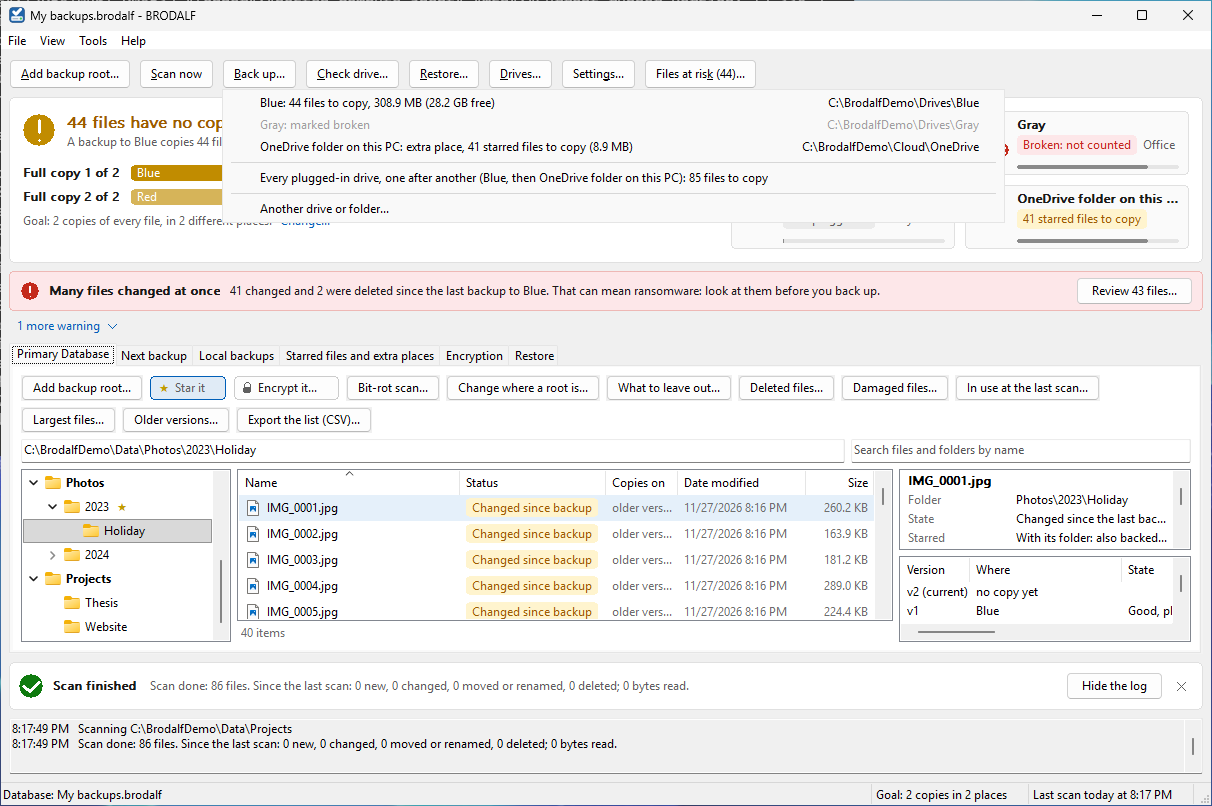 My backups.brodalf - BRODALF
File View Tools Help
Add backup root... Scan now Back up... Check drive... Restore... Drives... Settings... Files at risk (44)...
Blue: 44 files to copy, 308.9 MB (28.2 GB free) C:\BrodalfDemo\Drives\Blue
Gray: marked broken C:\BrodalfDemo\Drives\Gray
OneDrive folder on this PC: extra place, 41 starred files to copy (8.9 MB) C:\BrodalfDemo\Cloud\OneDrive
Every plugged-in drive, one after another (Blue, then OneDrive folder on this PC): 85 files to copy
Another drive or folder...
44 files have no cop
A backup to Blue copies 44 fil
Full copy 1 of 2 Blue
Full copy 2 of 2 Red
Goal: 2 copies of every file, in 2 different places. Change...
Gray
Broken: not counted Office
OneDrive folder on this ...
41 starred files to copy
Many files changed at once 41 changed and 2 were deleted since the last backup to Blue. That can mean ransomware: look at them before you back up. Review 43 files...
1 more warning
Primary Database Next backup Local backups Starred files and extra places Encryption Restore
Add backup root... Star it Encrypt it... Bit-rot scan... Change where a root is... What to leave out... Deleted files... Damaged files... In use at the last scan...
Largest files... Older versions... Export the list (CSV)...
C:\BrodalfDemo\Data\Photos\2023\Holiday Search files and folders by name
Photos
2023
Holiday
2024
Projects
Thesis
Website
Name Status Copies on Date modified Size
IMG_0001.jpg Changed since backup older vers... 11/27/2026 8:16 PM 260.2 KB
IMG_0002.jpg Changed since backup older vers... 11/27/2026 8:16 PM 163.9 KB
IMG_0003.jpg Changed since backup older vers... 11/27/2026 8:16 PM 181.2 KB
IMG_0004.jpg Changed since backup older vers... 11/27/2026 8:16 PM 289.0 KB
IMG_0005.jpg Changed since backup older vers... 11/27/2026 8:16 PM 224.4 KB
40 items
IMG_0001.jpg
Folder Photos\2023\Holiday
State Changed since the last bac...
Starred With its folder: also backed...
Version Where State
v2 (current) no copy yet
v1 Blue Good, pl
Scan finished Scan done: 86 files. Since the last scan: 0 new, 0 changed, 0 moved or renamed, 0 deleted; 0 bytes read. Hide the log
8:17:49 PM Scanning C:\BrodalfDemo\Data\Projects
8:17:49 PM Scan done: 86 files. Since the last scan: 0 new, 0 changed, 0 moved or renamed, 0 deleted; 0 bytes read.
Database: My backups.brodalf Goal: 2 copies in 2 places Last scan today at 8:17 PM